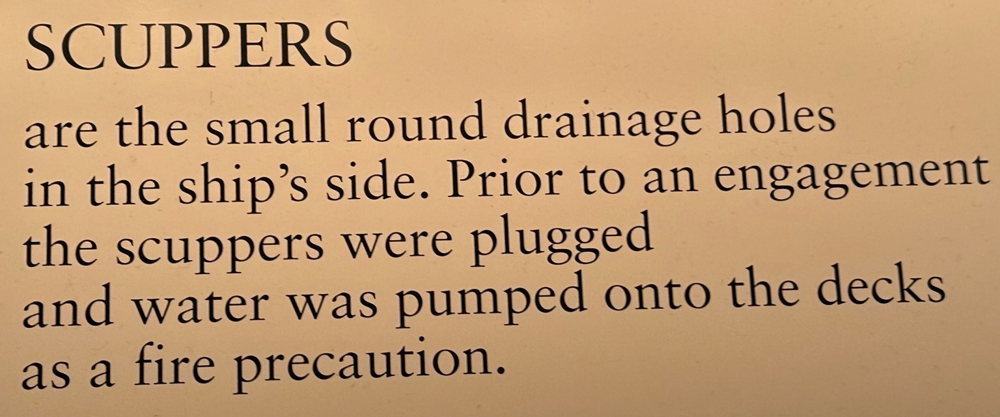 SCUPPERS
are the small round drainage holes
in the ship’s side. Prior to an engagement
the scuppers were plugged
and water was pumped onto the decks
as a fire precaution.